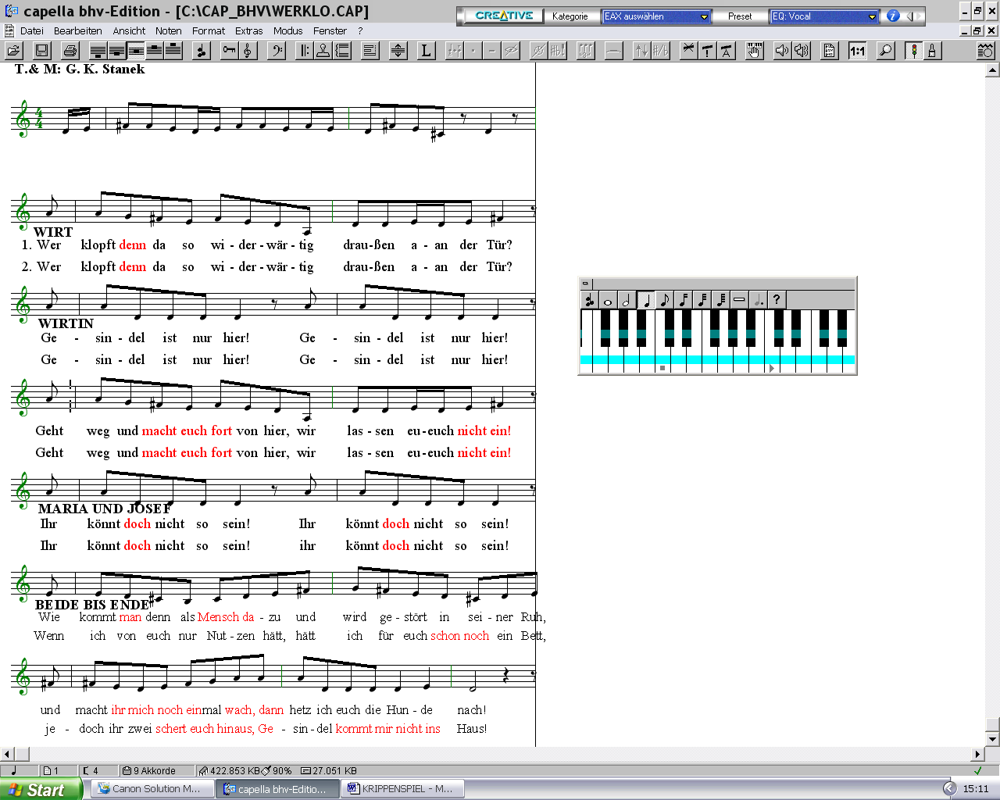 capella bhv-Edition - [C:\CAP_BHV\WERKLO.CAP]
CREATIVE Kategorie EAX auswählen Preset EQ: Vocal
Datei Bearbeiten Ansicht Noten Format Extras Modus Fenster ?
L 1:1
T.& M: G. K. Stanek
4
4
WIRT
1. Wer klopft denn da so wi - der - wär - tig drau-ßen a - an der Tür?
2. Wer klopft denn da so wi - der - wär - tig drau-ßen a - an der Tür?
WIRTIN
Ge - sin - del ist nur hier! Ge - sin - del ist nur hier!
Ge - sin - del ist nur hier! Ge - sin - del ist nur hier!
Geht weg und macht euch fort von hier, wir las - sen eu-euch nicht ein!
Geht weg und macht euch fort von hier, wir las - sen eu-euch nicht ein!
MARIA UND JOSEF
Ihr könnt doch nicht so sein! Ihr könnt doch nicht so sein!
Ihr könnt doch nicht so sein! ihr könnt doch nicht so sein!
BEIDE BIS ENDE
Wie kommt man denn als Mensch da - zu und wird ge - stört in sei - ner Ruh,
Wenn ich von euch nur Nut - zen hätt, hätt ich für euch schon noch ein Bett,
und macht ihr mich noch einmal wach, dann hetz ich euch die Hun - de nach!
je - doch ihr zwei schert euch hinaus, Ge - sin - del kommt mir nicht ins Haus!
?
1 4 9 Akkorde 422.853 KB 90% 27.051 KB
Start Canon Solution M... capella bhv-Editio... KRIPPENSPIEL - M... 15:11